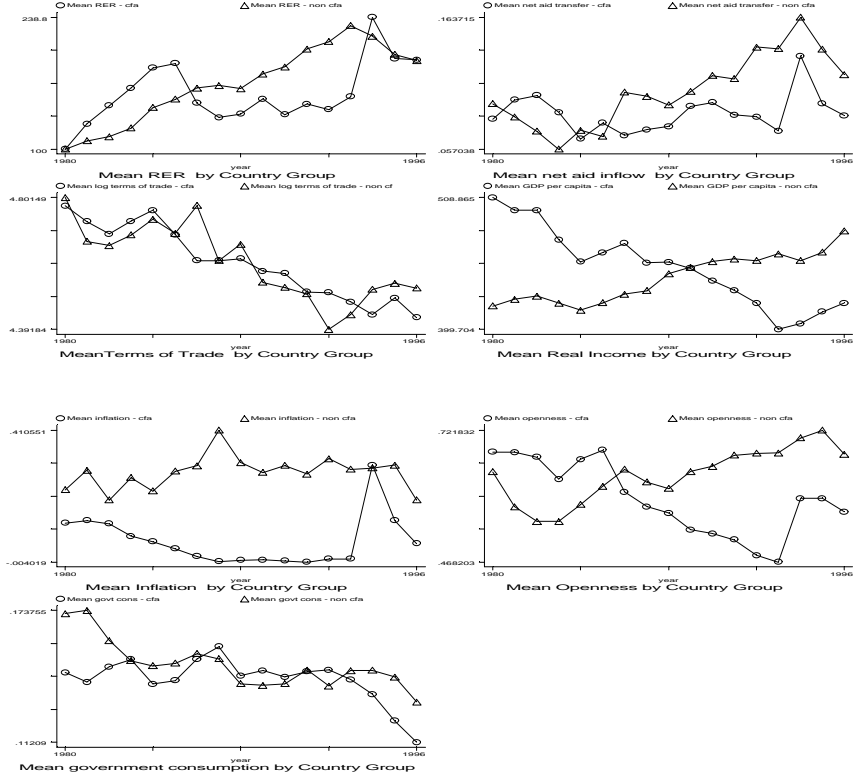 Mean RER - cfa Mean RER - non cfa
238.8
100
1980 1996
year
Mean RER by Country Group
Mean net aid transfer - cfa Mean net aid transfer - non cfa
.163715
.057038
1980 1996
year
Mean net aid inflow by Country Group
Mean log terms of trade - cfa Mean log terms of trade - non cf
4.80149
4.39184
1980 1996
year
MeanTerms of Trade by Country Group
Mean GDP per capita - cfa Mean GDP per capita - non cfa
508.865
399.704
1980 1996
year
Mean Real Income by Country Group
Mean inflation - cfa Mean inflation - non cfa
.410551
-.004019
1980 1996
year
Mean Inflation by Country Group
Mean openness - cfa Mean openness - non cfa
.721832
.468203
1980 1996
year
Mean Openness by Country Group
Mean govt cons - cfa Mean govt cons - non cfa
.173755
.11209
1980 1996
year
Mean government consumption by Country Group